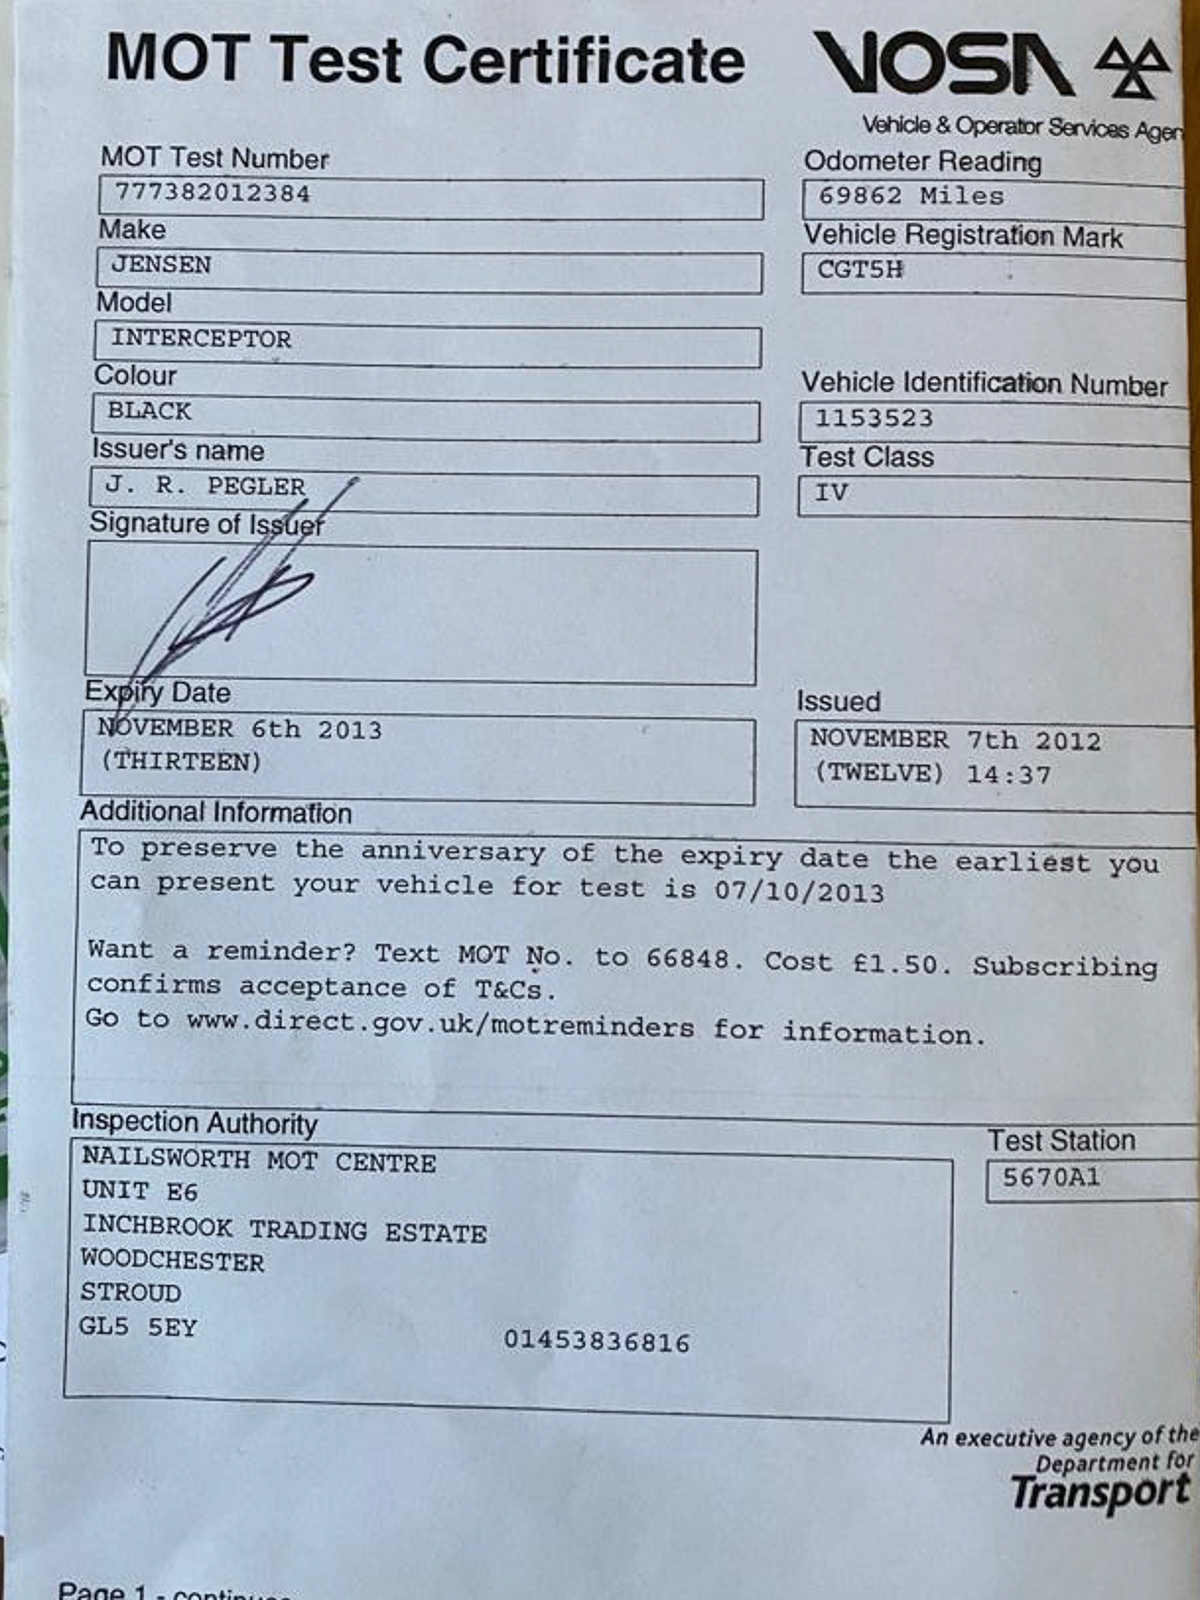 MOT Test Certificate
VOSA
Vehicle & Operator Services Agen
MOT Test Number
777382012384
Odometer Reading
69862 Miles
Make
JENSEN
Vehicle Registration Mark
CGT5H
Model
INTERCEPTOR
Colour
BLACK
Vehicle Identification Number
1153523
Issuer's name
J. R. PEGLER
Test Class
IV
Signature of Issuer
Expiry Date
NOVEMBER 6th 2013
(THIRTEEN)
Issued
NOVEMBER 7th 2012
(TWELVE) 14:37
Additional Information
To preserve the anniversary of the expiry date the earliest you
can present your vehicle for test is 07/10/2013
Want a reminder? Text MOT No. to 66848. Cost £1.50. Subscribing
confirms acceptance of T&Cs.
Go to www.direct.gov.uk/motreminders for information.
Inspection Authority
NAILSWORTH MOT CENTRE
UNIT E6
INCHBROOK TRADING ESTATE
WOODCHESTER
STROUD
GL5 5EY 01453836816
Test Station
5670A1
An executive agency of the
Department for
Transport
Page 1 - continues